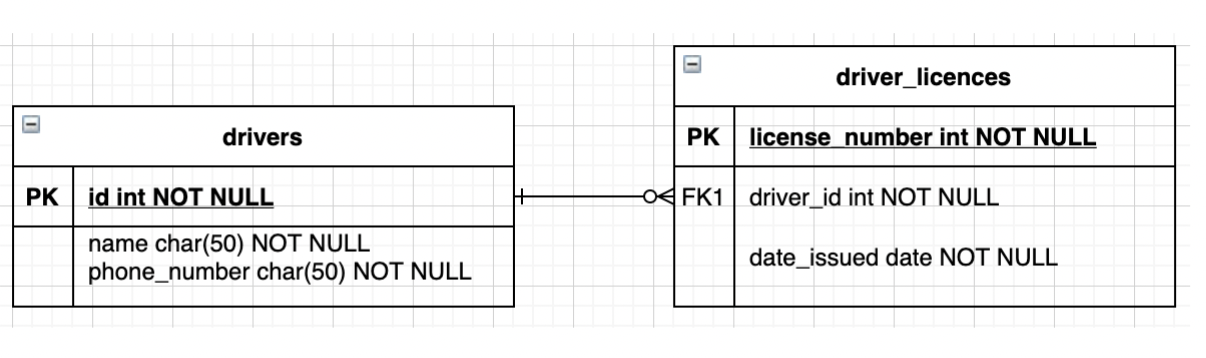 drivers
PK id int NOT NULL
name char(50) NOT NULL
phone_number char(50) NOT NULL
driver_licences
PK license_number int NOT NULL
FK1 driver_id int NOT NULL
date_issued date NOT NULL